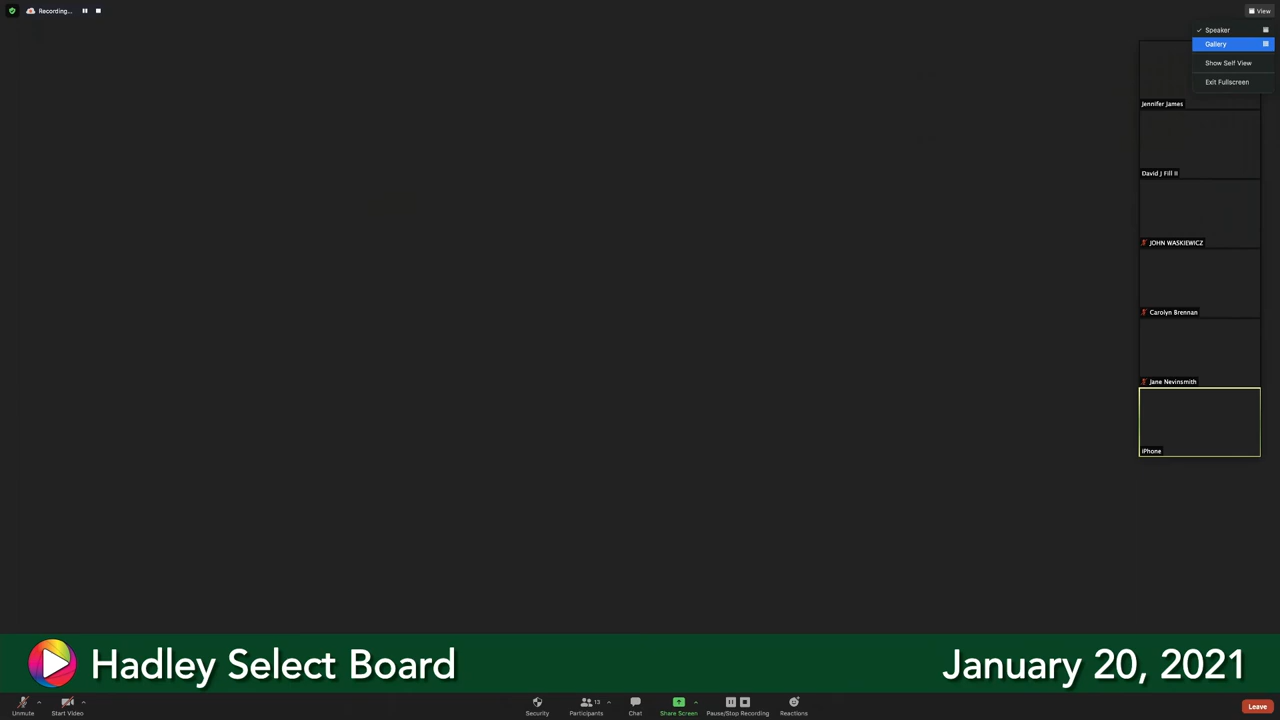 Recording...
View
Speaker
Gallery
Show Self View
Exit Fullscreen
Jennifer James
David J Fill II
JOHN WASKIEWICZ
Carolyn Brennan
Jane Nevinsmith
iPhone
Hadley Select Board
January 20, 2021
Unmute
Start Video
Security
Participants
13
Chat
Share Screen
Pause/Stop Recording
Reactions
Leave